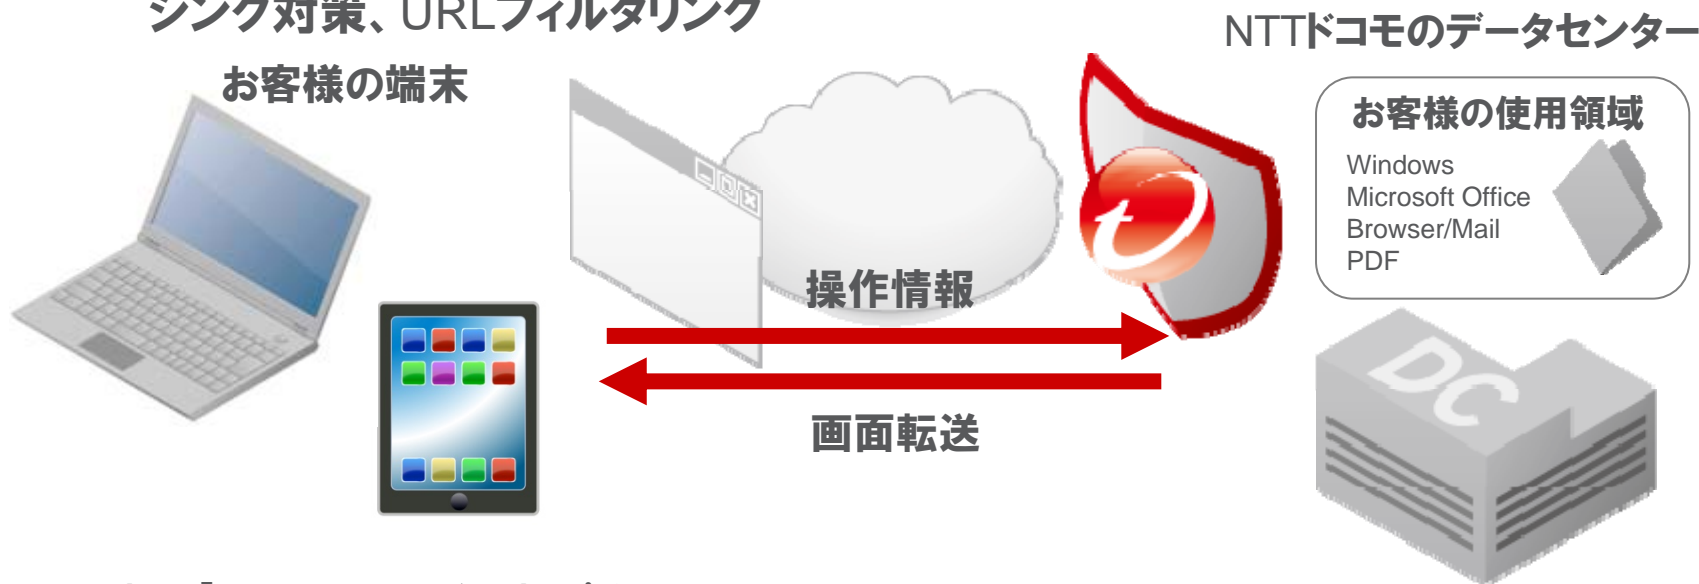 シング対策、URLフィルタリング
NTTドコモのデータセンター
お客様の端末
お客様の使用領域
Windows
Microsoft Office
Browser/Mail
PDF
操作情報
画面転送
DC